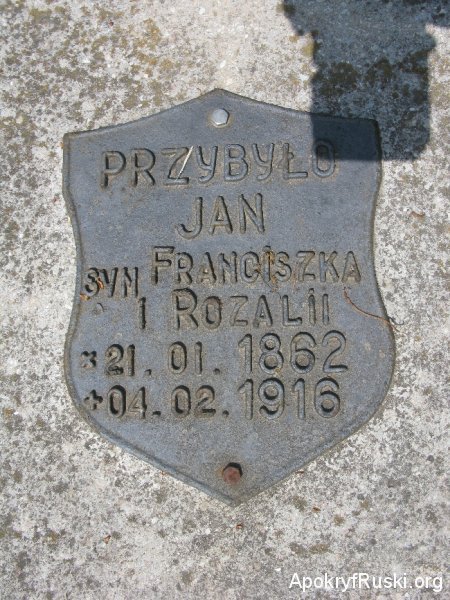 PRZYBYŁO
JAN
SYN FRANCISZKA
I ROZALII
* 21. 01. 1862
+ 04. 02. 1916
ApokryfRuski.org